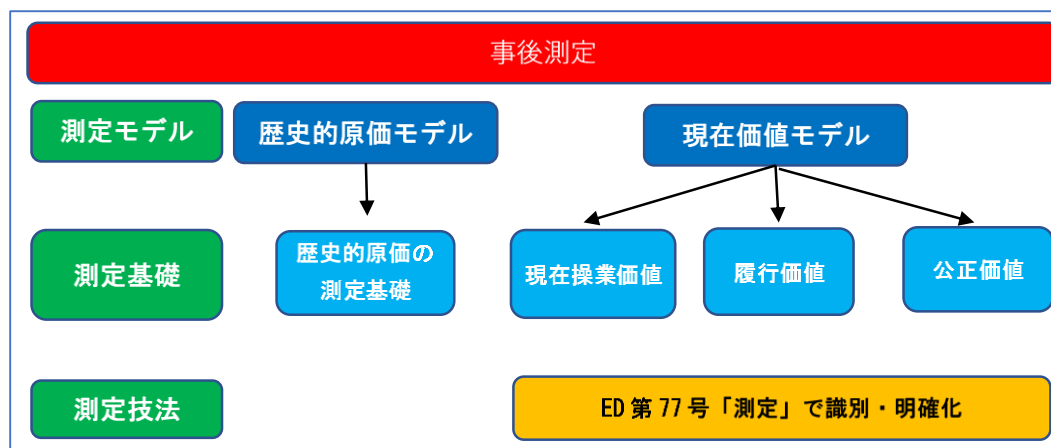 事後測定
測定モデル
歴史的原価モデル
現在価値モデル
測定基礎
歴史的原価の
測定基礎
現在操業価値
履行価値
公正価値
測定技法
ED 第 77 号「測定」で識別・明確化